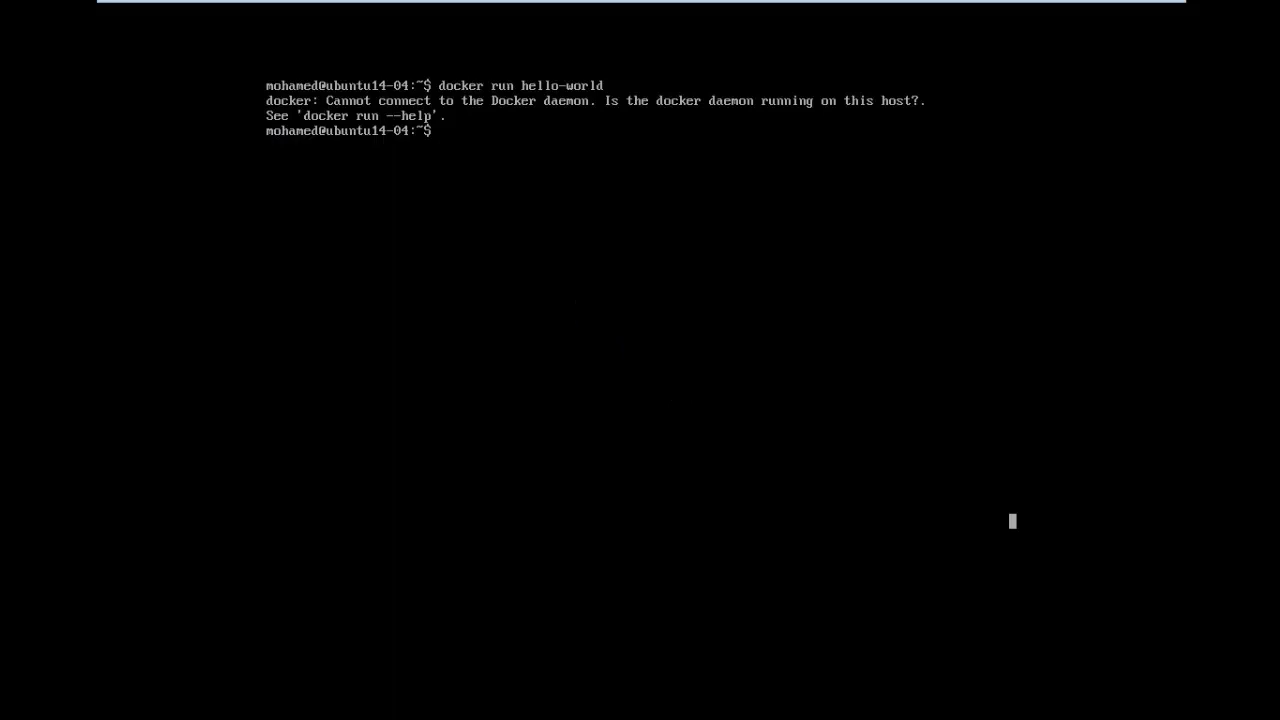 mohamed@ubuntu14-04:~$ docker run hello-world
docker: Cannot connect to the Docker daemon. Is the docker daemon running on this host?.
See 'docker run --help'.
mohamed@ubuntu14-04:~$